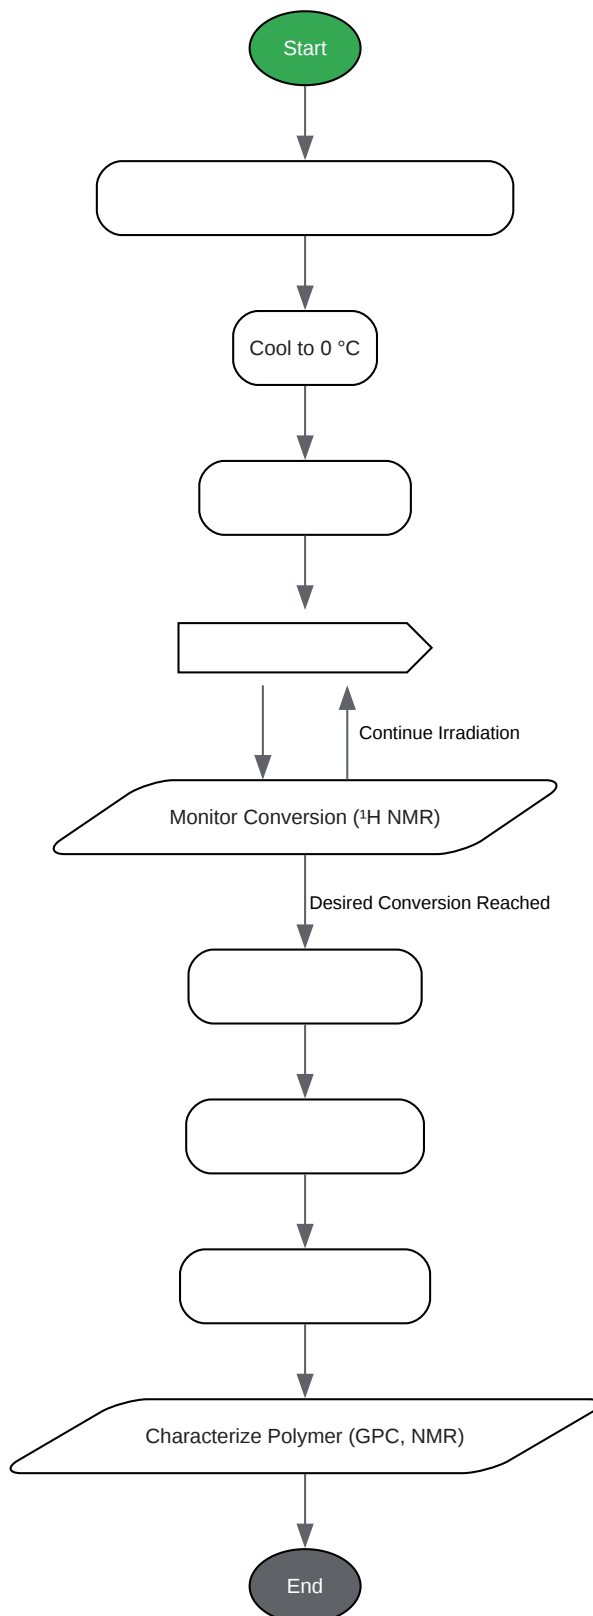 Start
Cool to 0 °C
Continue Irradiation
Monitor Conversion (¹H NMR)
Desired Conversion Reached
Characterize Polymer (GPC, NMR)
End